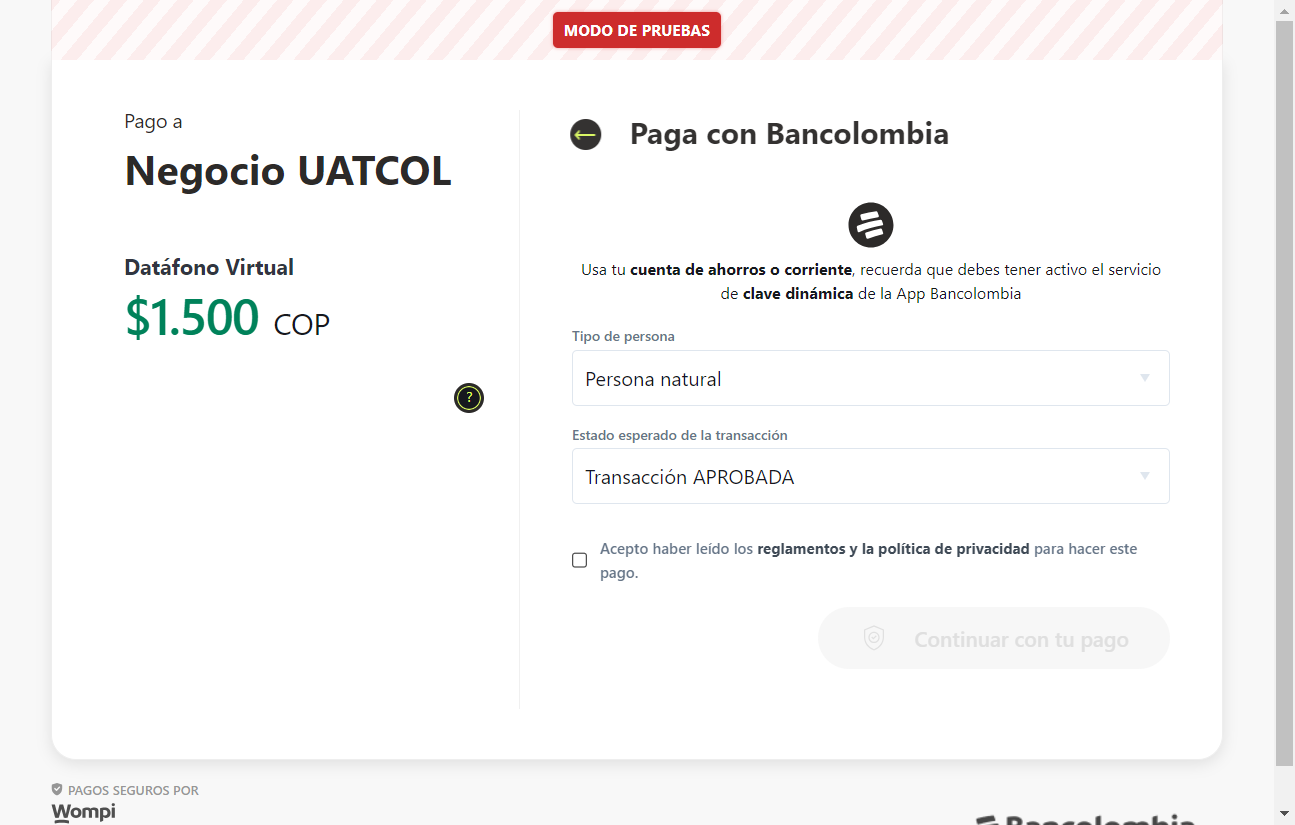 MODO DE PRUEBAS
Pago a
Negocio UATCOL
Datáfono Virtual
$1.500 COP
?
Paga con Bancolombia
Usa tu cuenta de ahorros o corriente, recuerda que debes tener activo el servicio
de clave dinámica de la App Bancolombia
Tipo de persona
Persona natural
Estado esperado de la transacción
Transacción APROBADA
Acepto haber leído los reglamentos y la política de privacidad para hacer este
pago.
Continuar con tu pago
PAGOS SEGUROS POR
Wompi
Bancolombia